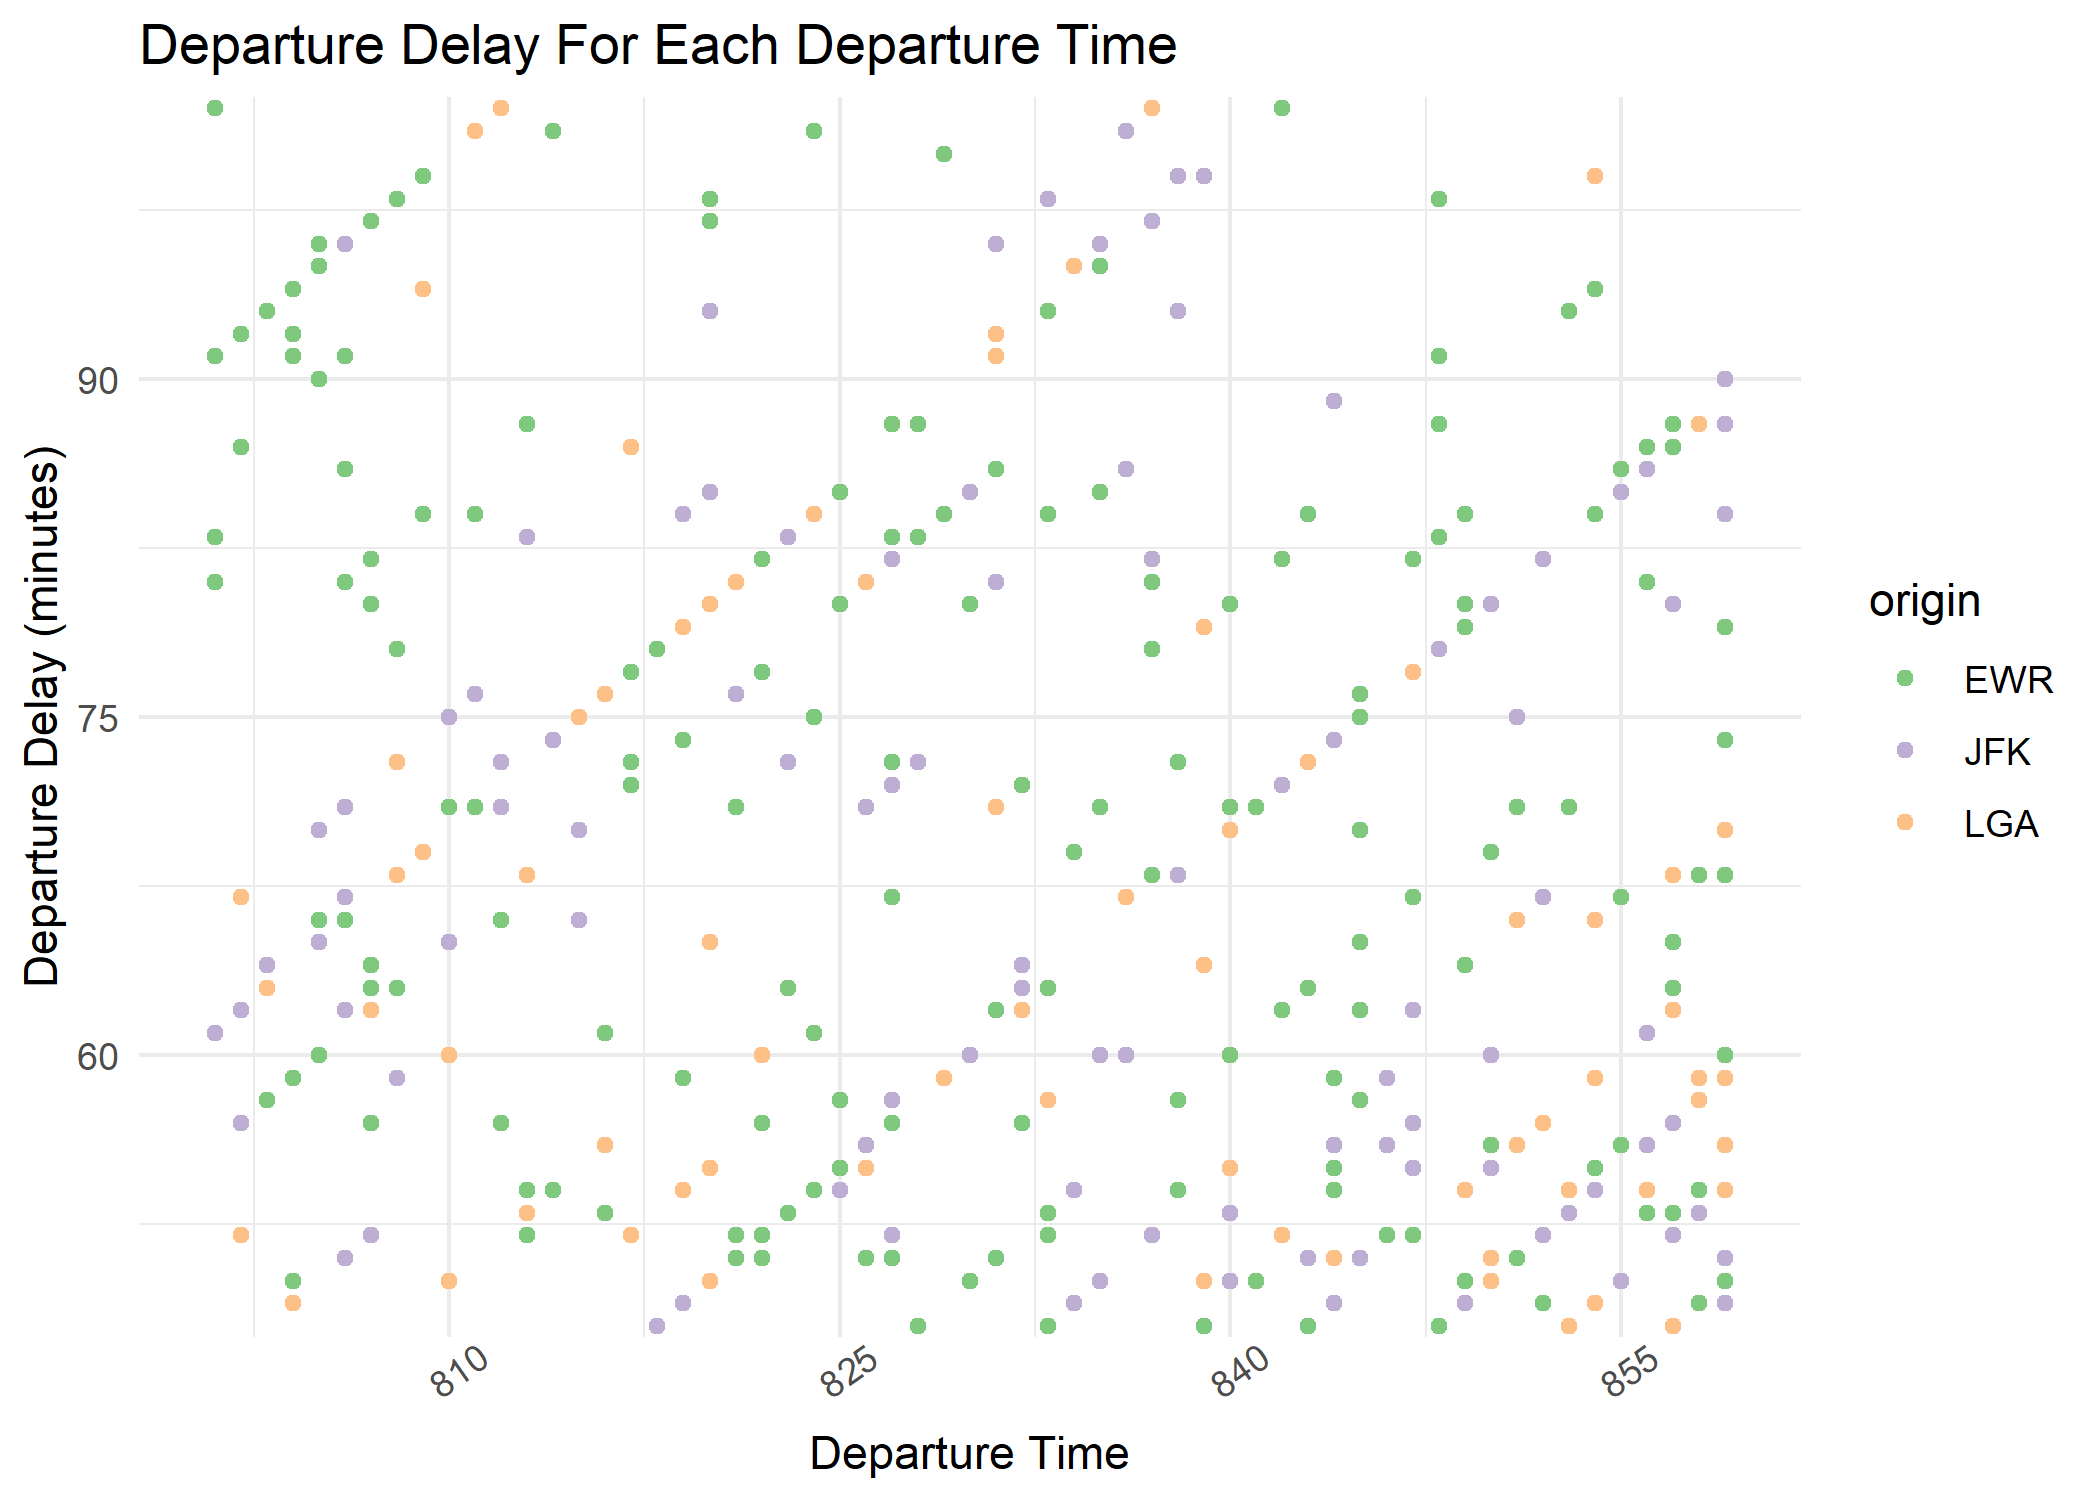 Departure Delay For Each Departure Time
Departure Delay (minutes)
90
75
60
810
825
840
855
Departure Time
origin
EWR
JFK
LGA